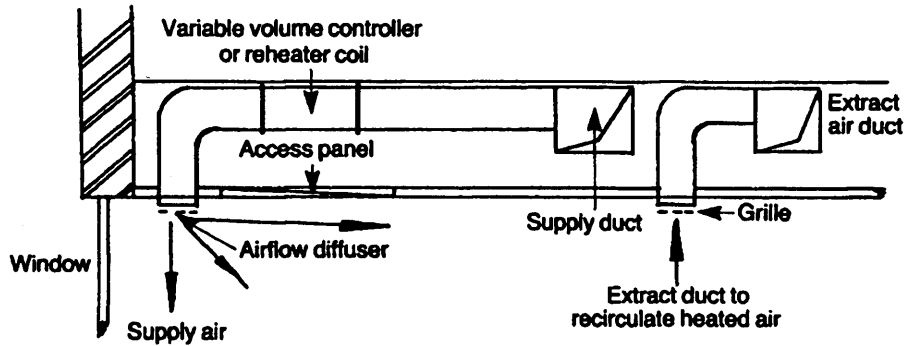 Variable volume controller
or reheater coil
Extract
air duct
Access panel
Supply duct
Grille
Airflow diffuser
Window
Supply air
Extract duct to
recirculate heated air